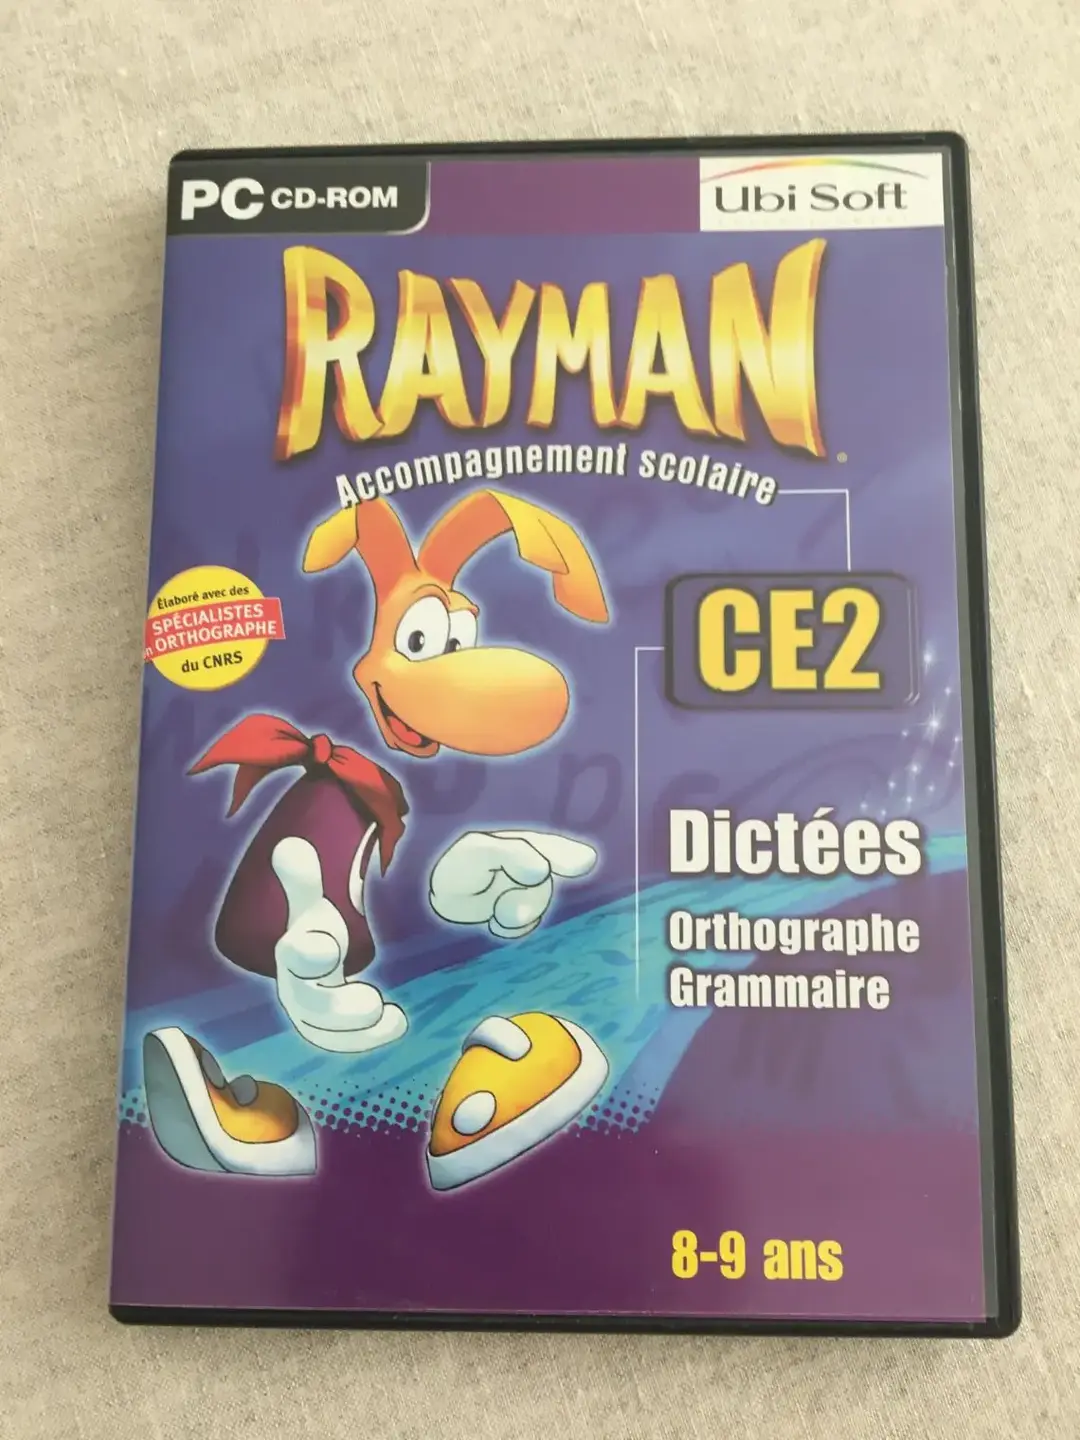 PC CD-ROM
Ubi Soft
RAYMAN
Accompagnement scolaire
CE2
Élaboré avec des
SPÉCIALISTES
en ORTHOGRAPHE
du CNRS
Dictées
Orthographe
Grammaire
8-9 ans